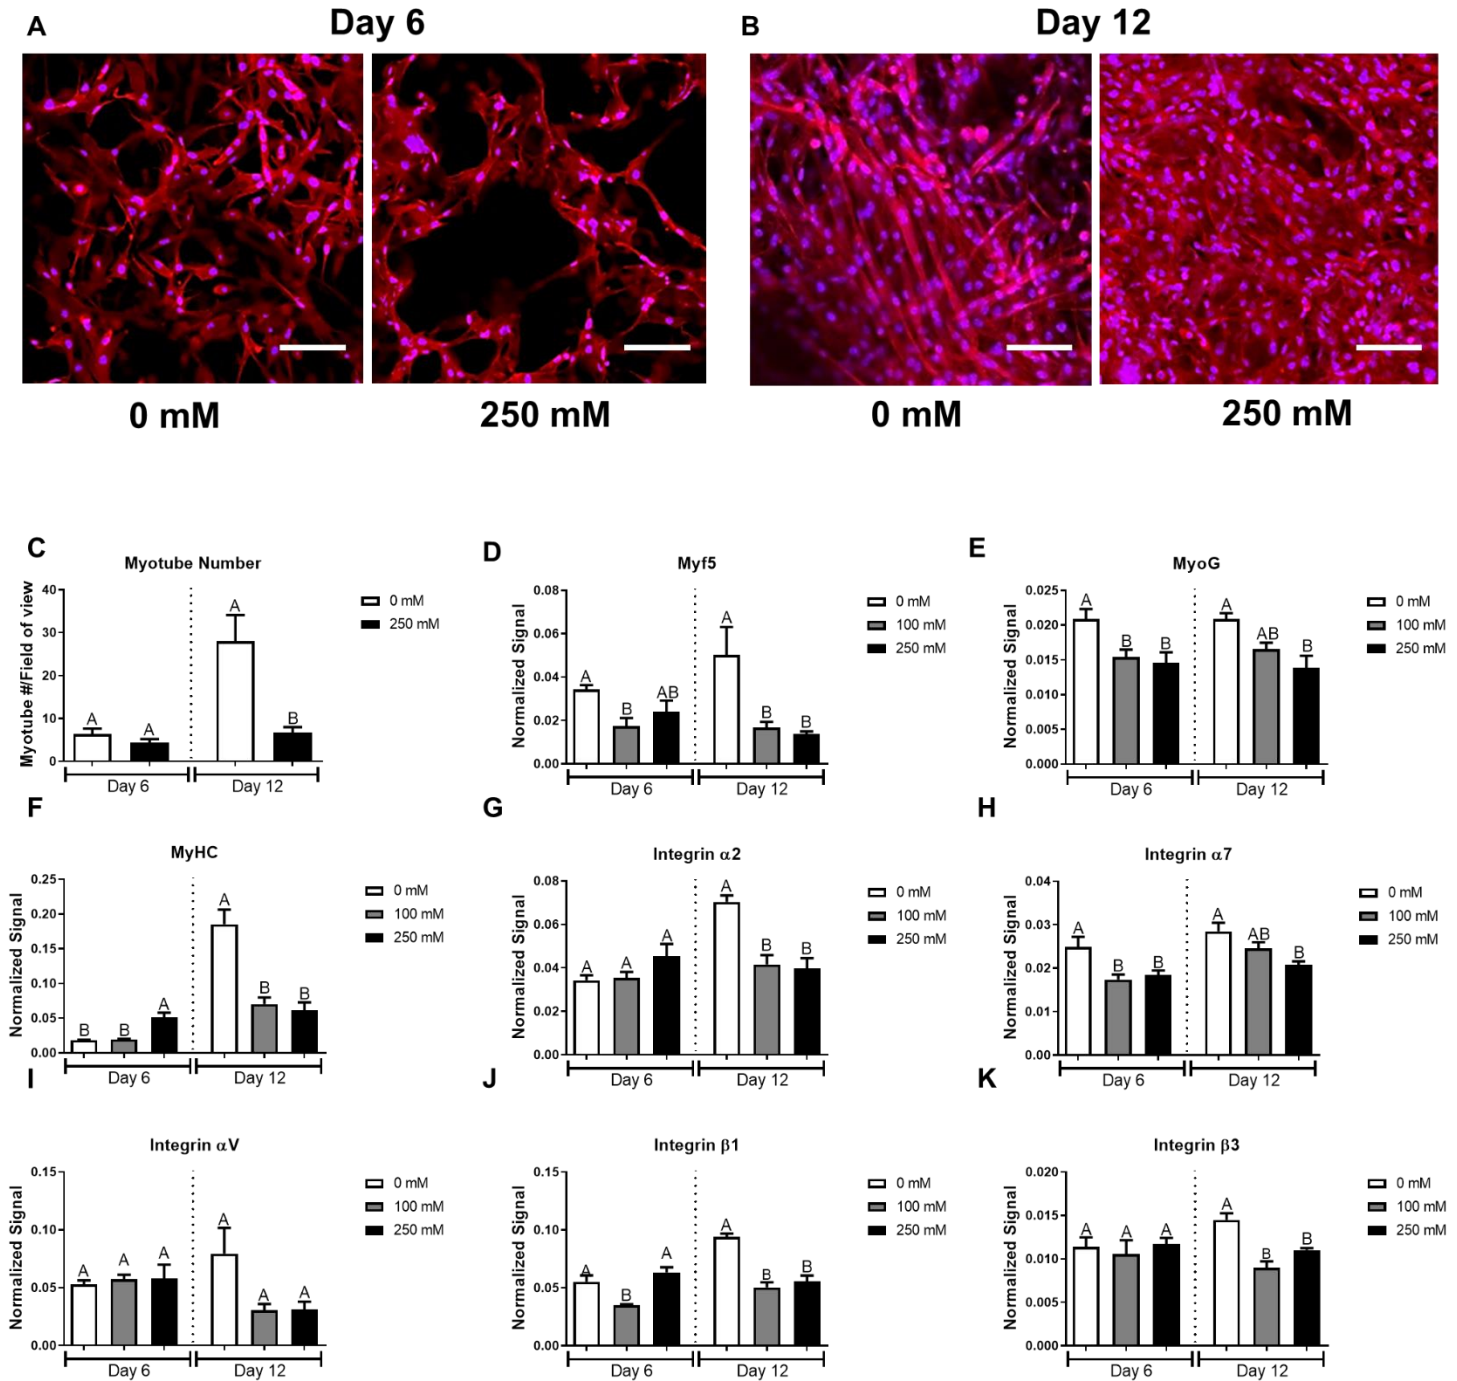 A Day 6 B Day 12
0 mM 250 mM 0 mM 250 mM
C
Myotube Number
Myotube #/Field of view
40
30
20
10
0
A A A B
0 mM
250 mM
Day 6 Day 12
D
Myf5
Normalized Signal
0.08
0.06
0.04
0.02
0.00
A B AB A B B
0 mM
100 mM
250 mM
Day 6 Day 12
E
MyoG
Normalized Signal
0.025
0.020
0.015
0.010
0.005
0.000
A B B A AB B
0 mM
100 mM
250 mM
Day 6 Day 12
F
MyHC
Normalized Signal
0.25
0.20
0.15
0.10
0.05
0.00
B B A A B B
0 mM
100 mM
250 mM
Day 6 Day 12
G
Integrin α2
Normalized Signal
0.08
0.06
0.04
0.02
0.00
A A A A B B
0 mM
100 mM
250 mM
Day 6 Day 12
H
Integrin α7
Normalized Signal
0.04
0.03
0.02
0.01
0.00
A B B A AB B
0 mM
100 mM
250 mM
Day 6 Day 12
I
Integrin αV
Normalized Signal
0.15
0.10
0.05
0.00
A A A A A A
0 mM
100 mM
250 mM
Day 6 Day 12
J
Integrin β1
Normalized Signal
0.15
0.10
0.05
0.00
A B A A B B
0 mM
100 mM
250 mM
Day 6 Day 12
K
Integrin β3
Normalized Signal
0.020
0.015
0.010
0.005
0.000
A A A A B B
0 mM
100 mM
250 mM
Day 6 Day 12